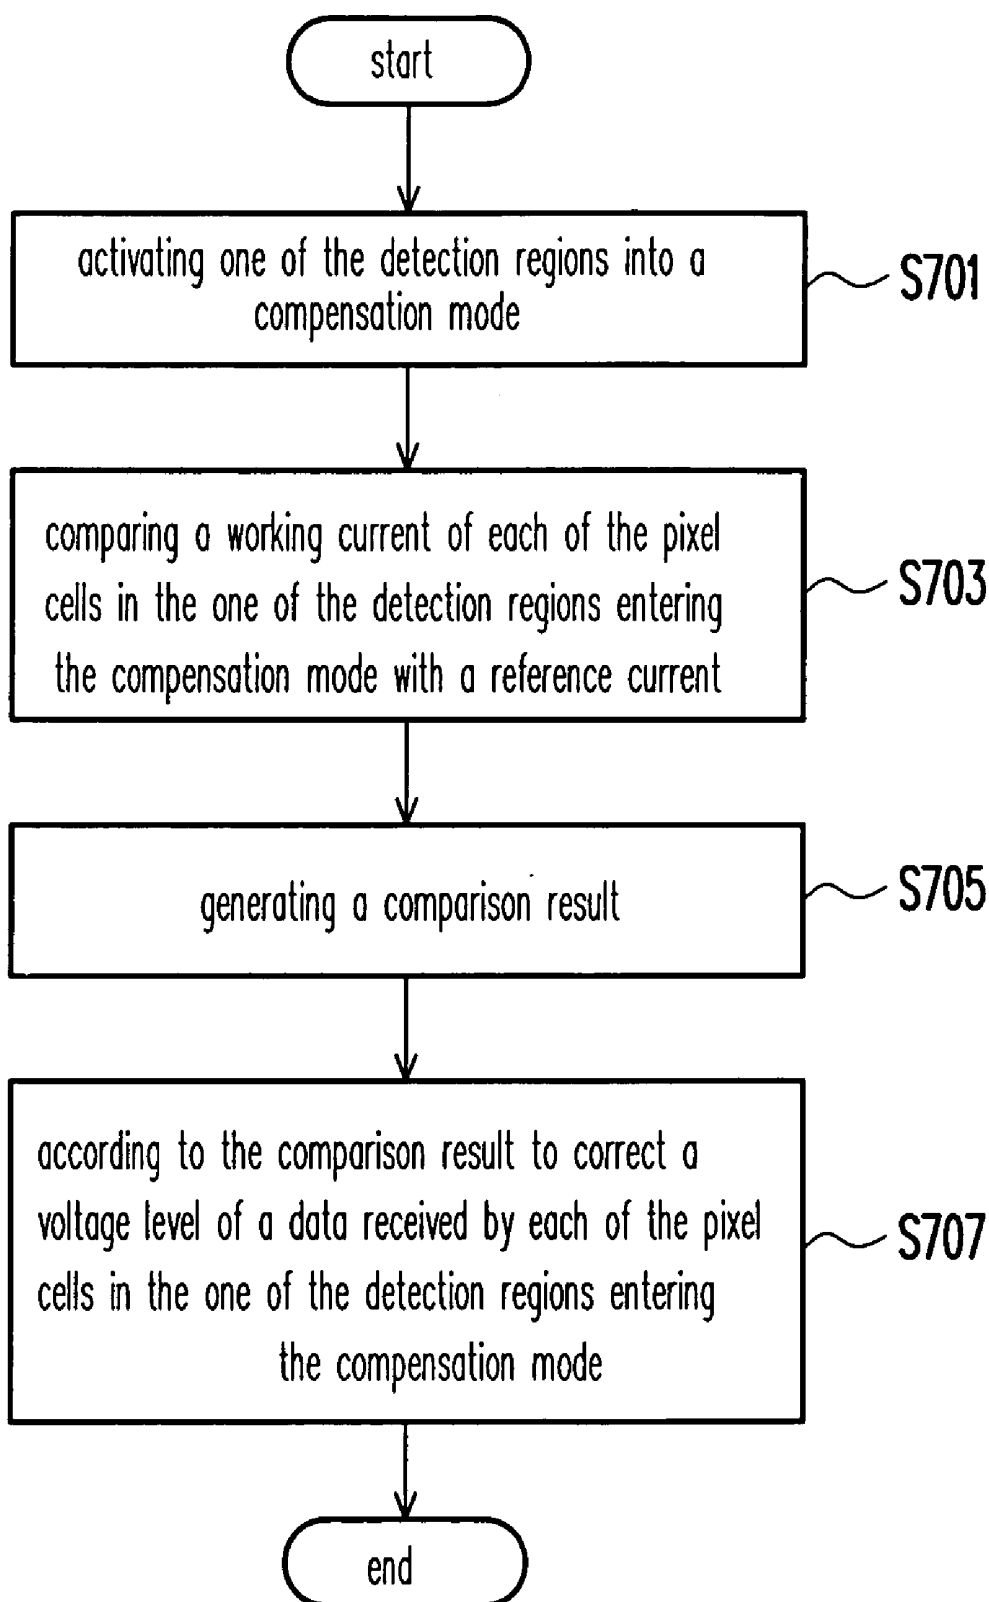 start
activating one of the detection regions into a
compensation mode
S701
comparing a working current of each of the pixel
cells in the one of the detection regions entering
the compensation mode with a reference current
S703
generating a comparison result
S705
according to the comparison result to correct a
voltage level of a data received by each of the pixel
cells in the one of the detection regions entering
the compensation mode
S707
end